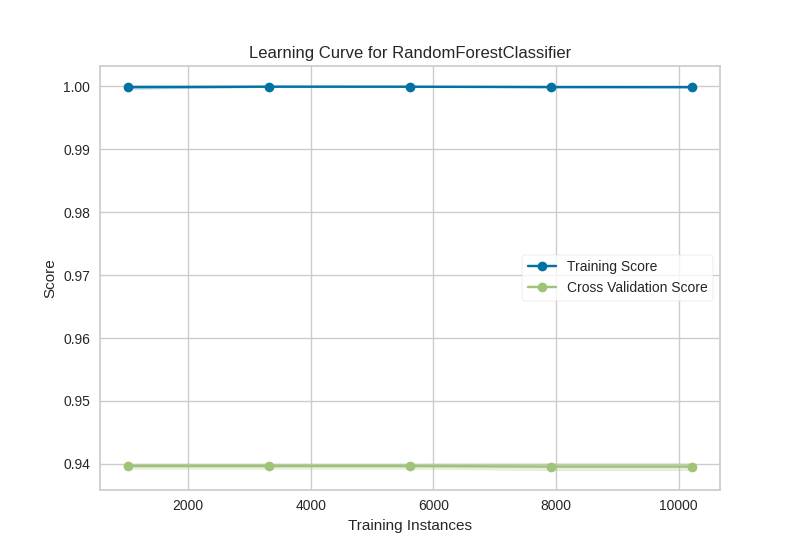 Learning Curve for RandomForestClassifier
1.00
0.99
0.98
0.97
0.96
0.95
0.94
Score
Training Score
Cross Validation Score
2000 4000 6000 8000 10000
Training Instances